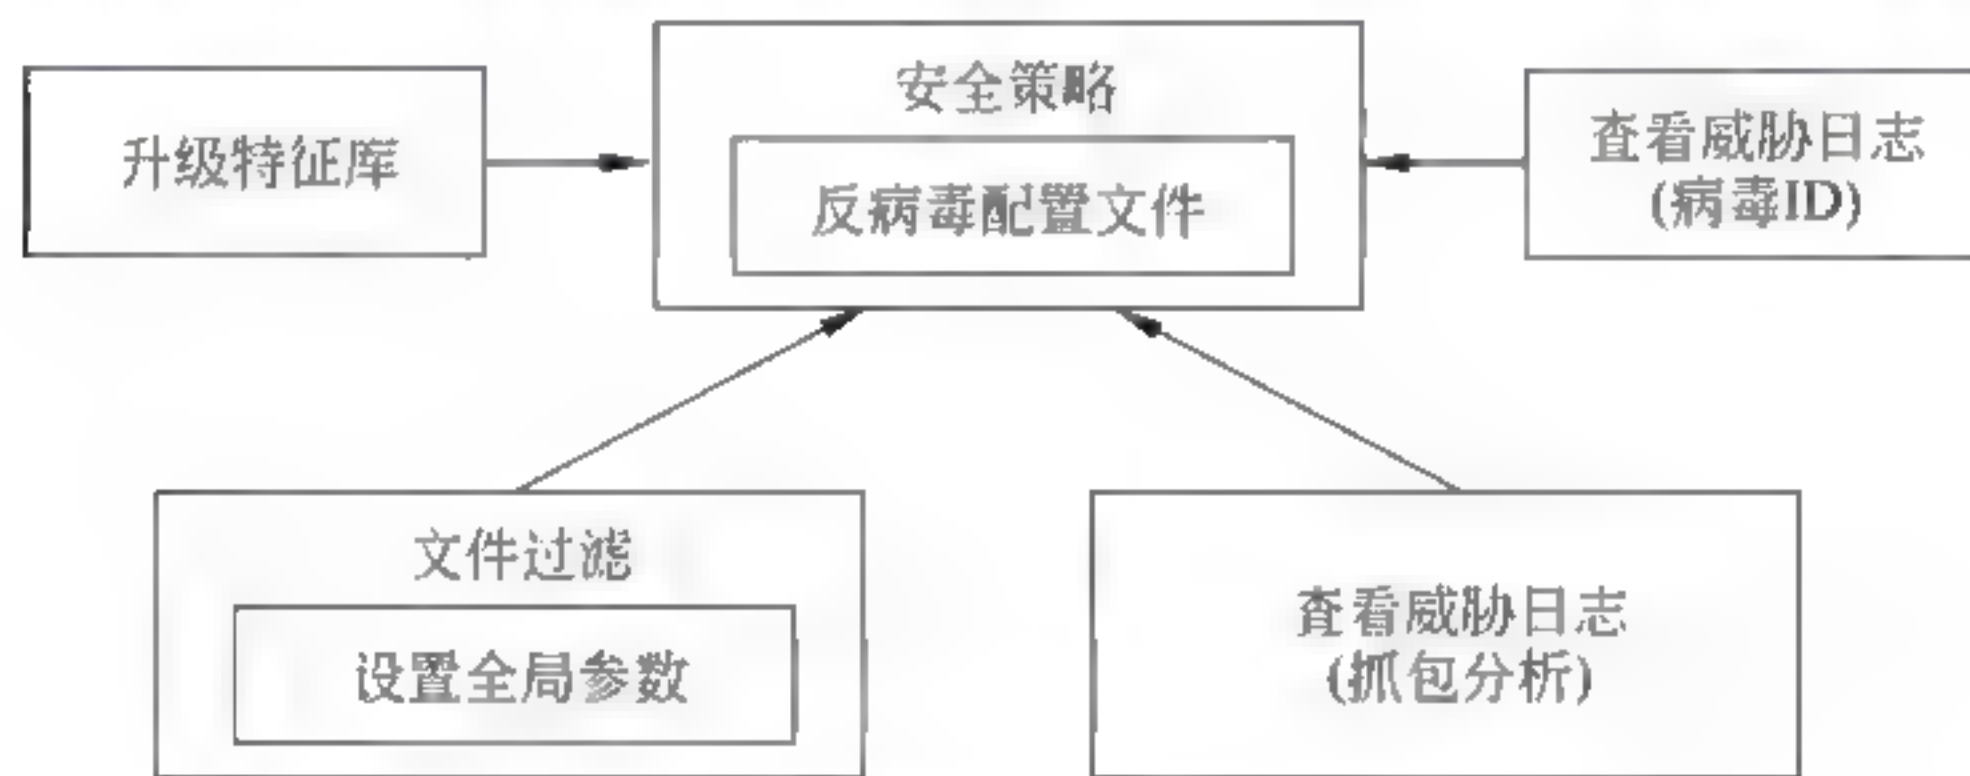 安全策略
升级特征库
反病毒配置文件
查看威胁日志
(病毒ID)
文件过滤
设置全局参数
查看威胁日志
(抓包分析)